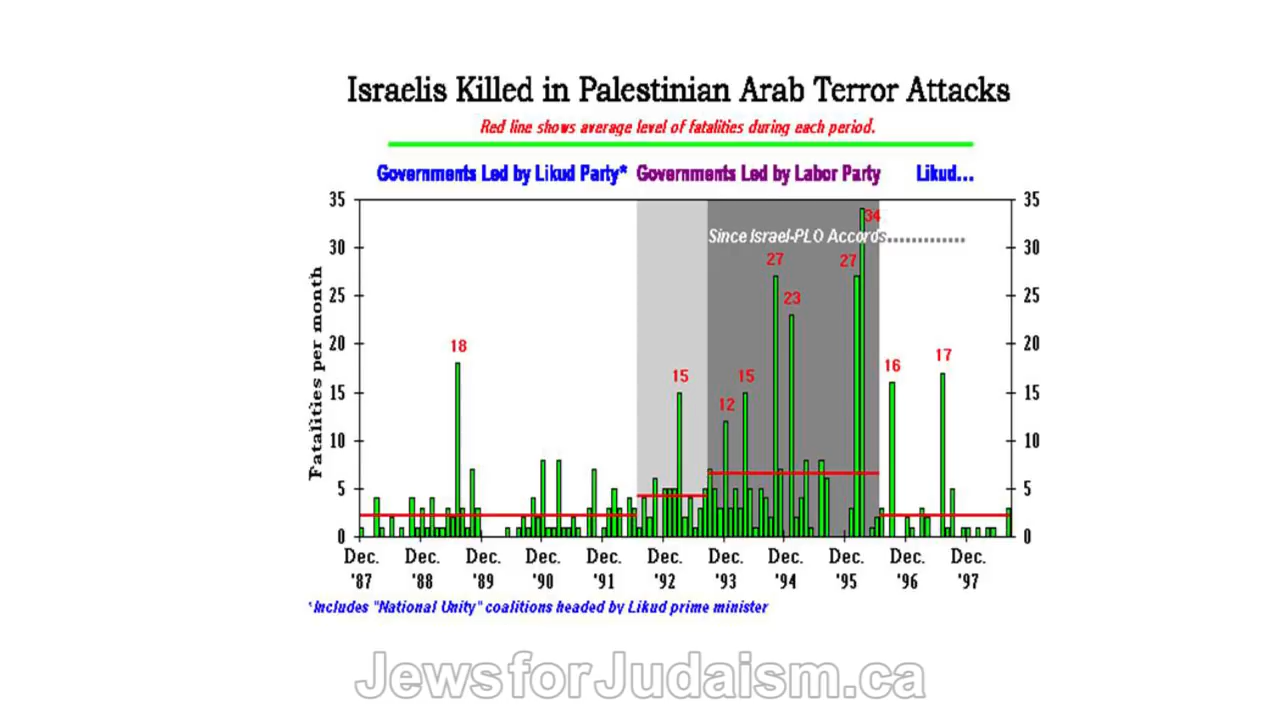 Israelis Killed in Palestinian Arab Terror Attacks
Red line shows average level of fatalities during each period.
Governments Led by Likud Party* Governments Led by Labor Party Likud...
35 35
Since Israel-PLO Accords
34
30 30
27 27
25 25
23
20 20
18
17
16
15 15
15 15
12
10 10
5 5
0 0
Fatalities per month
Dec. Dec. Dec. Dec. Dec. Dec. Dec. Dec. Dec. Dec. Dec.
'87 '88 '89 '90 '91 '92 '93 '94 '95 '96 '97
*Includes "National Unity" coalitions headed by Likud prime minister
JewsforJudaism.ca